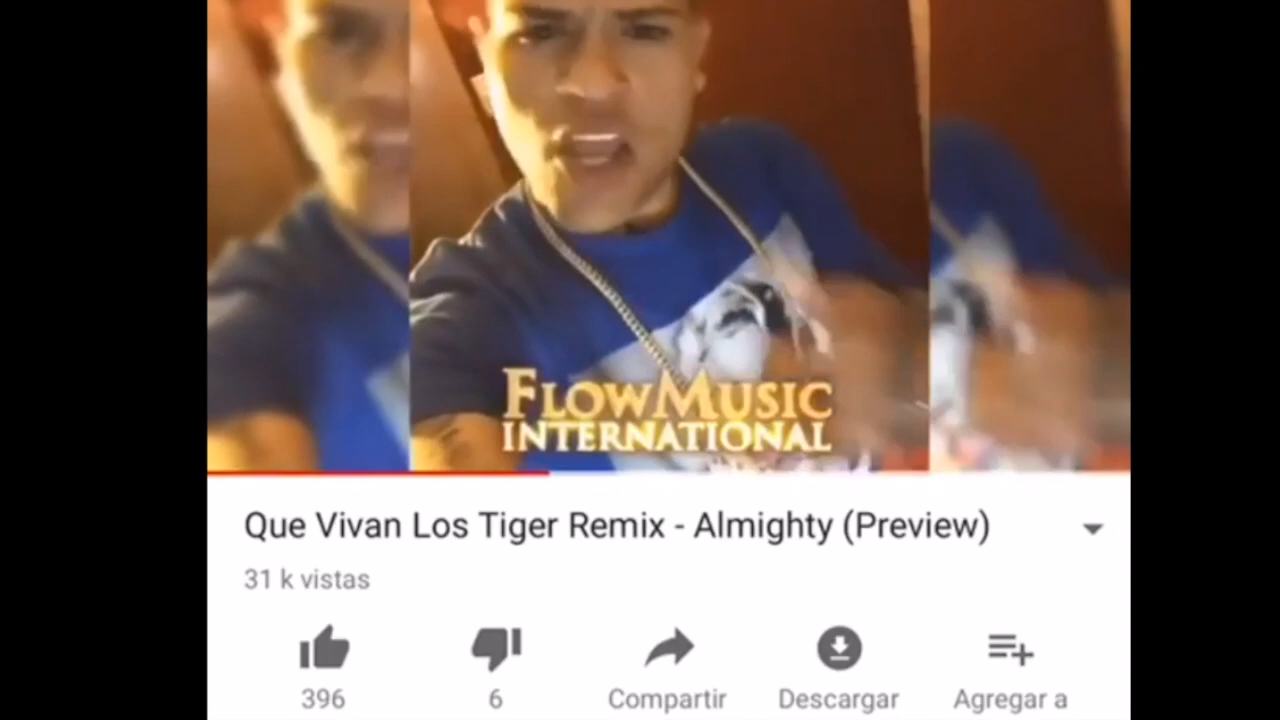 FLOWMUSIC
INTERNATIONAL
Que Vivan Los Tiger Remix - Almighty (Preview)
31 k vistas
396
6
Compartir
Descargar
Agregar a